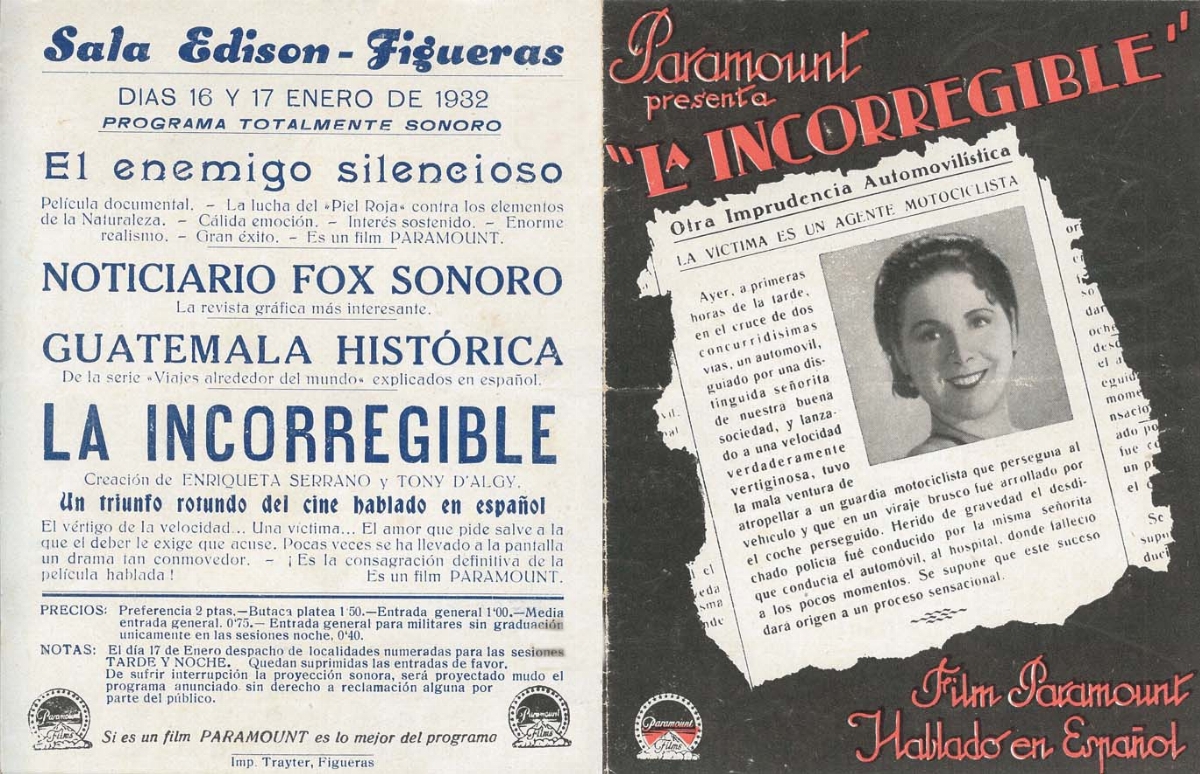 Sala Edison - Figueras
DIAS 16 Y 17 ENERO DE 1932
PROGRAMA TOTALMENTE SONORO
El enemigo silencioso
Película documental. - La lucha del «Piel Roja» contra los elementos
de la Naturaleza. - Cálida emoción. - Interés sostenido. - Enorme
realismo. - Gran éxito. - Es un film PARAMOUNT.
NOTICIARIO FOX SONORO
La revista gráfica más interesante.
GUATEMALA HISTÓRICA
De la serie «Viajes alrededor del mundo» explicados en español.
LA INCORREGIBLE
Creación de ENRIQUETA SERRANO y TONY D'ALGY.
Un triunfo rotundo del cine hablado en español
El vértigo de la velocidad... Una víctima... El amor que pide salve a la
que el deber le exige que acuse. Pocas veces se ha llevado a la pantalla
un drama tan conmovedor. - ¡Es la consagración definitiva de la
película hablada! Es un film PARAMOUNT.
PRECIOS: Preferencia 2 ptas.—Butaca platea 1'50.—Entrada general 1'00.—Media
entrada general, 0'75.— Entrada general para militares sin graduación
unicamente en las sesiones noche, 0'40.
NOTAS: El día 17 de Enero despacho de localidades numeradas para las sesiones
TARDE Y NOCHE. Quedan suprimidas las entradas de favor.
De sufrir interrupción la proyección sonora, será proyectado mudo el
programa anunciado sin derecho a reclamación alguna por
parte del público.
Paramount Films
Si es un film PARAMOUNT es lo mejor del programa
Paramount Films
Imp. Trayter, Figueras
Paramount
presenta
"LA INCORREGIBLE"
Otra Imprudencia Automovilística
LA VICTIMA ES UN AGENTE MOTOCICLISTA
Ayer, a primeras
horas de la tarde,
en el cruce de dos
concurridísimas
vias, un automovil,
guiado por una dis-
tinguida señorita
de nuestra buena
sociedad, y lanza-
do a una velocidad
verdaderamente
vertiginosa, tuvo
la mala ventura de
atropellar a un guardia motociclista que perseguia al
vehiculo y que en un viraje brusco fué arrollado por
el coche perseguido. Herido de gravedad el desdi-
chado policia fué conducido por la misma señorita
que conducia el automóvil, al hospital, donde falleció
a los pocos momentos. Se supone que este suceso
dará origen a un proceso sensacional.
Paramount Films
Film Paramount
Hablado en Español